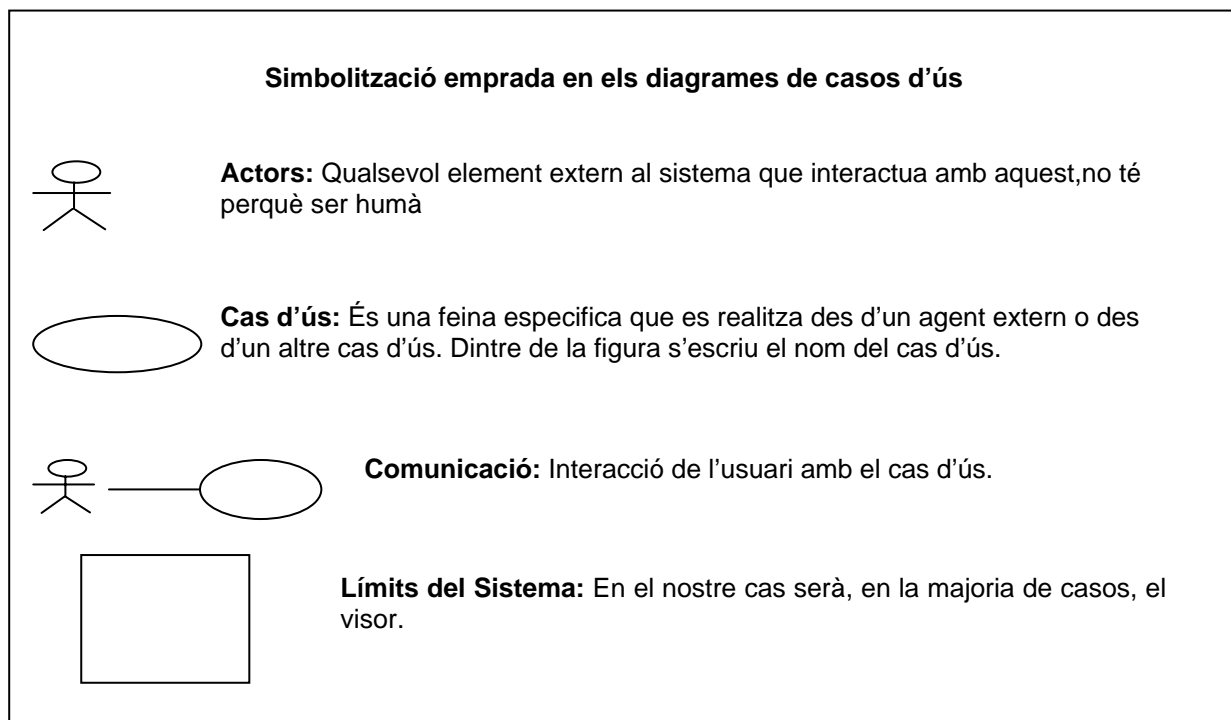 Simbolització emprada en els diagrames de casos d’ús
Actors: Qualsevol element extern al sistema que interactua amb aquest,no té
perquè ser humà
Cas d’ús: És una feina especifica que es realitza des d’un agent extern o des
d’un altre cas d’ús. Dintre de la figura s’escriu el nom del cas d’ús.
Comunicació: Interacció de l’usuari amb el cas d’ús.
Límits del Sistema: En el nostre cas serà, en la majoria de casos, el
visor.